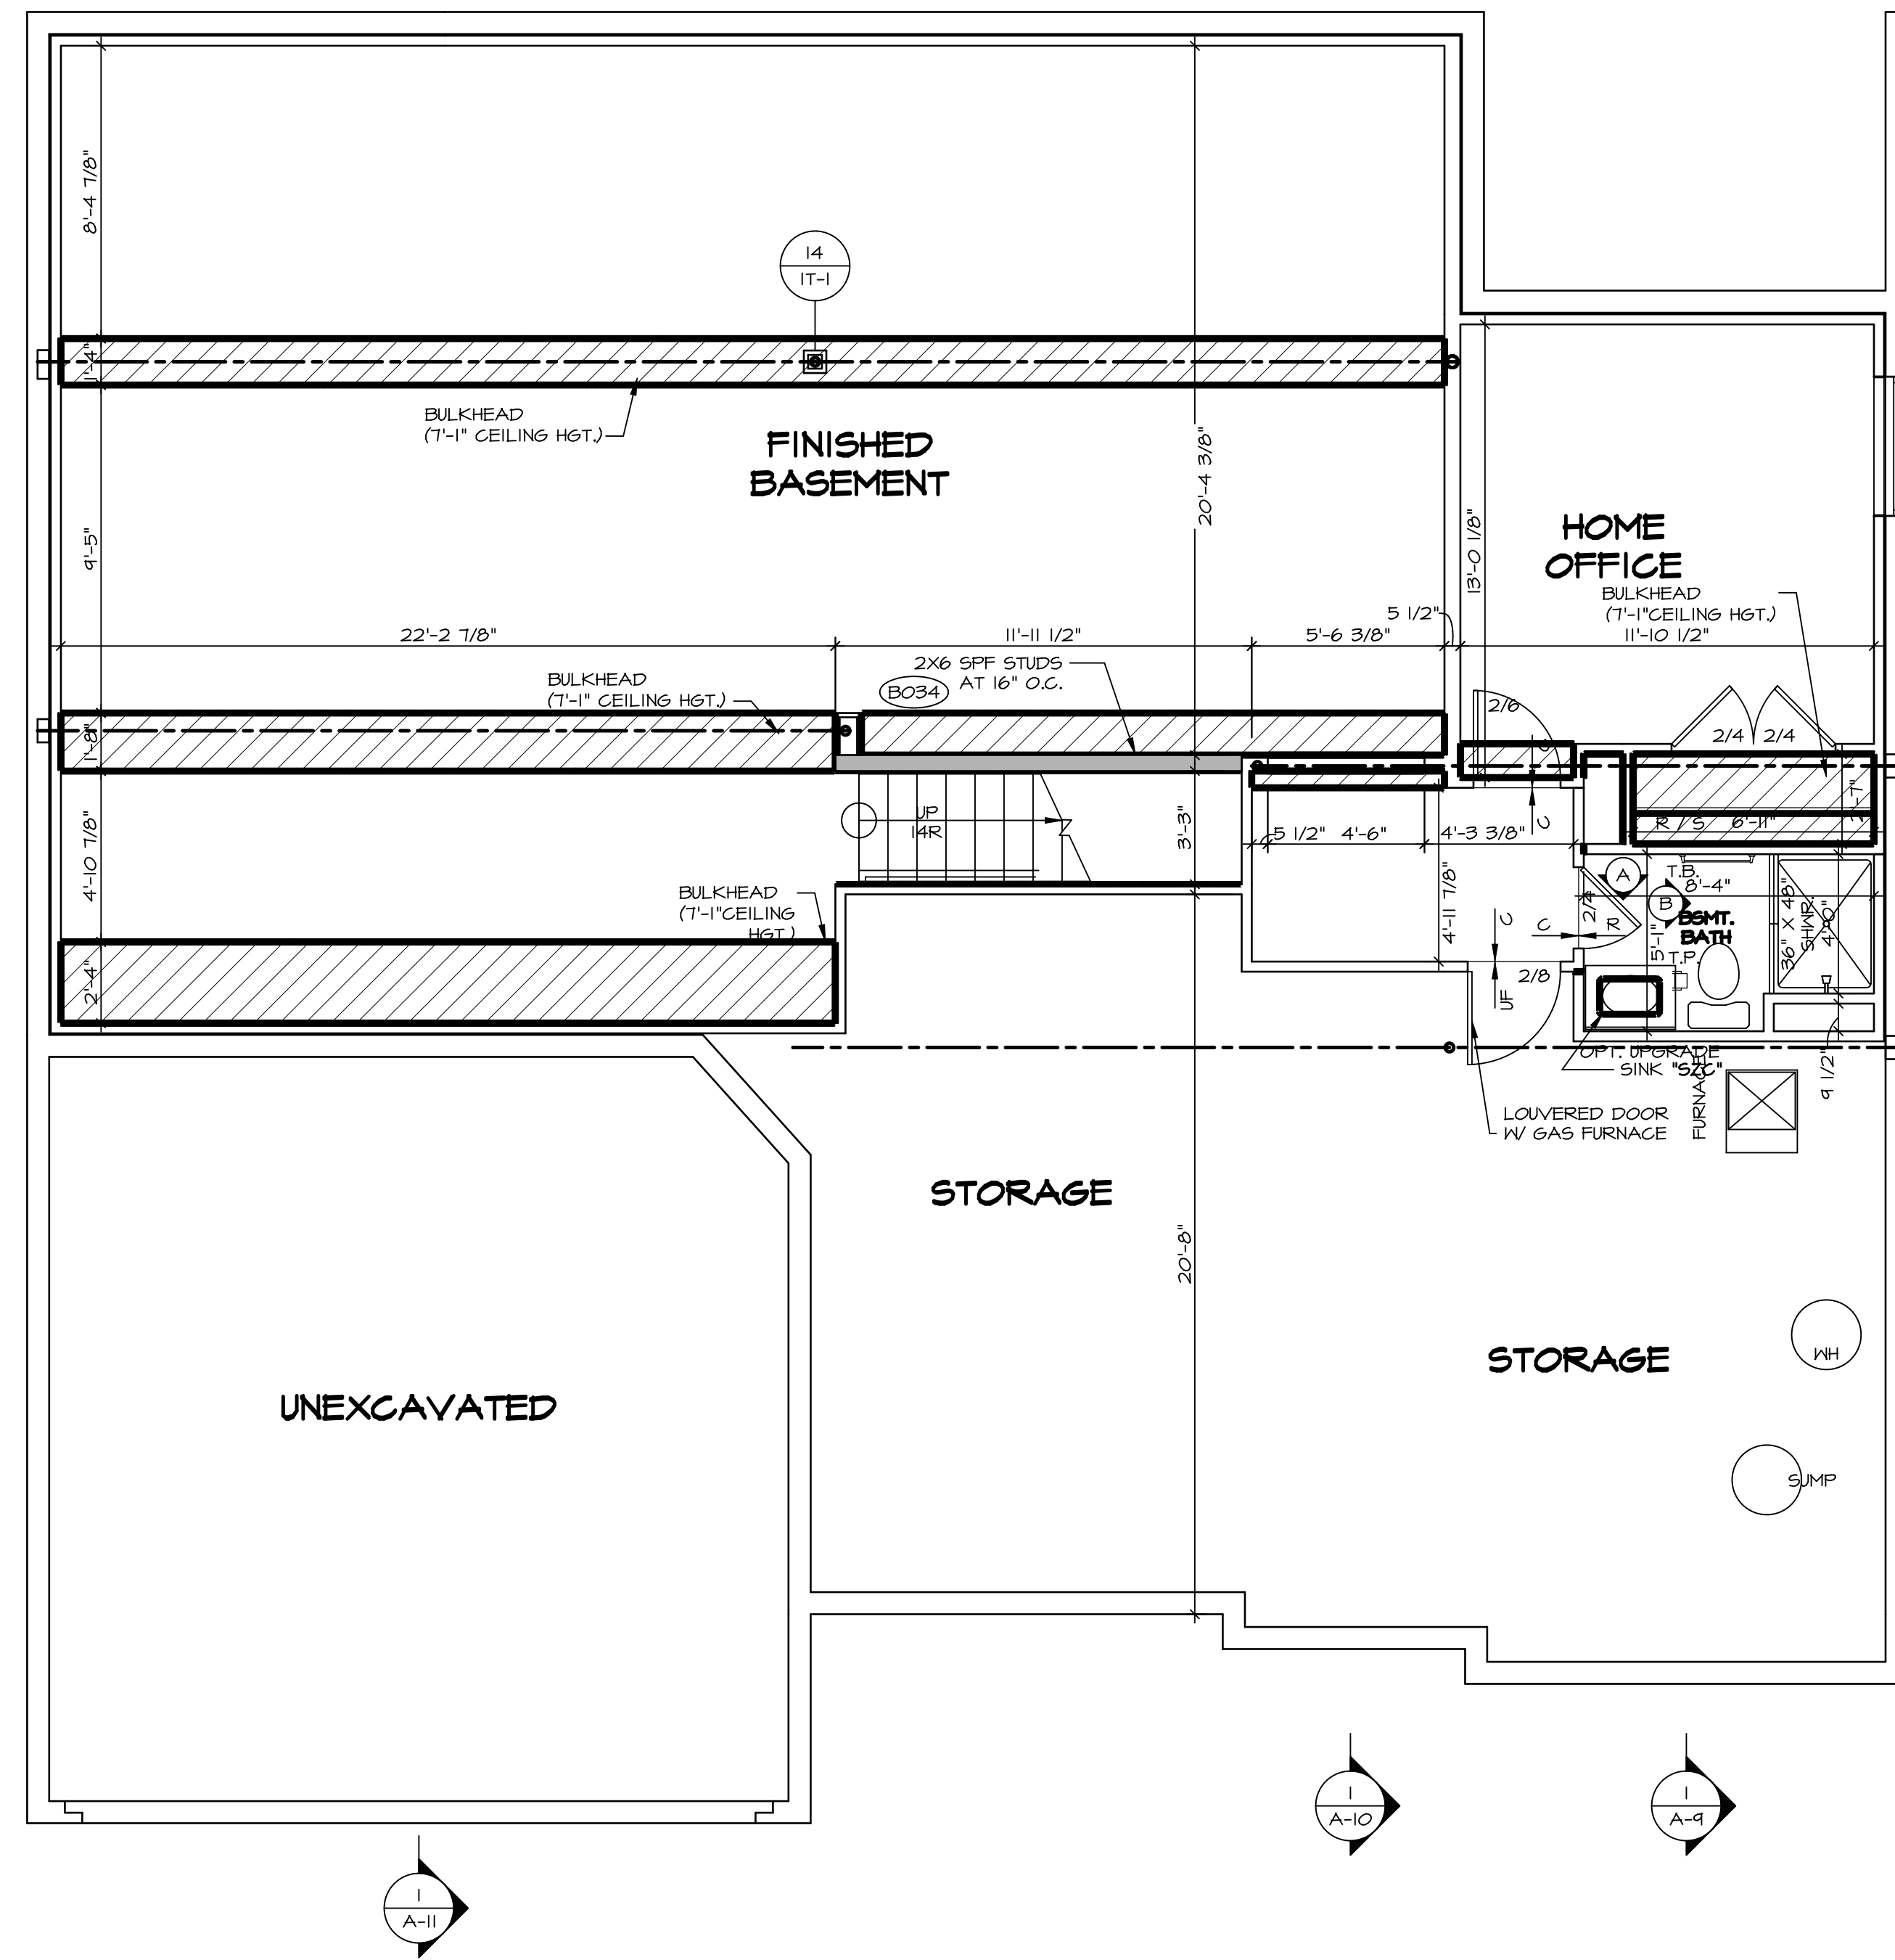 8'-4 7/8"
14
1T-1
1'-4"
BULKHEAD
(7'-1" CEILING HGT.)
FINISHED
BASEMENT
20'-4 3/8"
9'-5"
13'-0 1/8"
HOME
OFFICE
BULKHEAD
(7'-1"CEILING HGT.)
5 1/2"
22'-2 7/8"
11'-11 1/2"
5'-6 3/8"
11'-10 1/2"
2X6 SPF STUDS
AT 16" O.C.
B034
BULKHEAD
(7'-1" CEILING HGT.)
1'-8"
2/6
2/4 2/4
C
C
UP
14R
3'-3"
5 1/2"
4'-6"
4'-3 3/8"
R / S
6'-11"
4'-10 7/8"
BULKHEAD
(7'-1"CEILING
HGT.)
4'-11 7/8"
A
T.B.
8'-4"
B
2/4
BSMT.
BATH
36" X 48"
SHWR.
4'-0"
C
C
R
5'-1"
T.P.
2'-4"
UF
2/8
OPT. UPGRADE
SINK "SZC"
FURNACE
9 1/2"
LOUVERED DOOR
W/ GAS FURNACE
STORAGE
20'-8"
STORAGE
WH
UNEXCAVATED
SUMP
1
A-10
1
A-9
1
A-11